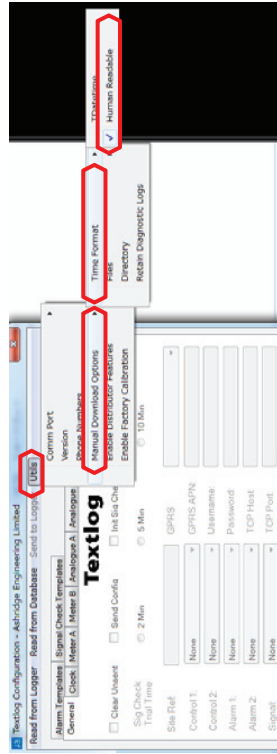 Textlog Configuration - Ashridge Engineering Limited
Read from Logger Read from Database Send to Logger Utils
Alarm Templates Signal Check Templates
General Clock Meter A Meter B Analogue A Analogue
Textlog
Clear Unsent Send Config Init Sig Che
Sig Check Trial Time 2 Min 5 Min 10 Min
Site Ref. GPRS
Control 1. None GPRS APN:
Control 2. None Username:
Alarm 1. None Password:
Alarm 2. None TCP Host
Signal: None TCP Port
Comm Port
Version
Phone Numbers
Manual Download Options
Enable Distributor Features
Enable Factory Calibration
Time Format
Files
Directory
Retain Diagnostic Logs
TDatetime
Human Readable